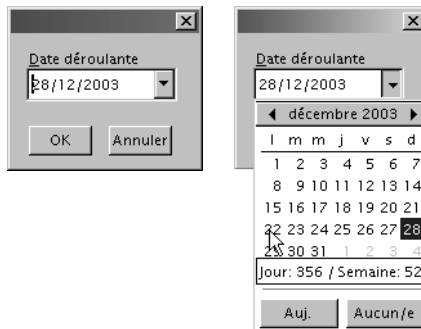 Date déroulante
28/12/2003
OK Annuler
Date déroulante
28/12/2003
décembre 2003
l m m j v s d
1 2 3 4 5 6 7
8 9 10 11 12 13 14
15 16 17 18 19 20 21
22 23 24 25 26 27 28
29 30 31 1 2 3 4
Jour: 356 / Semaine: 52
Auj. Aucun/e